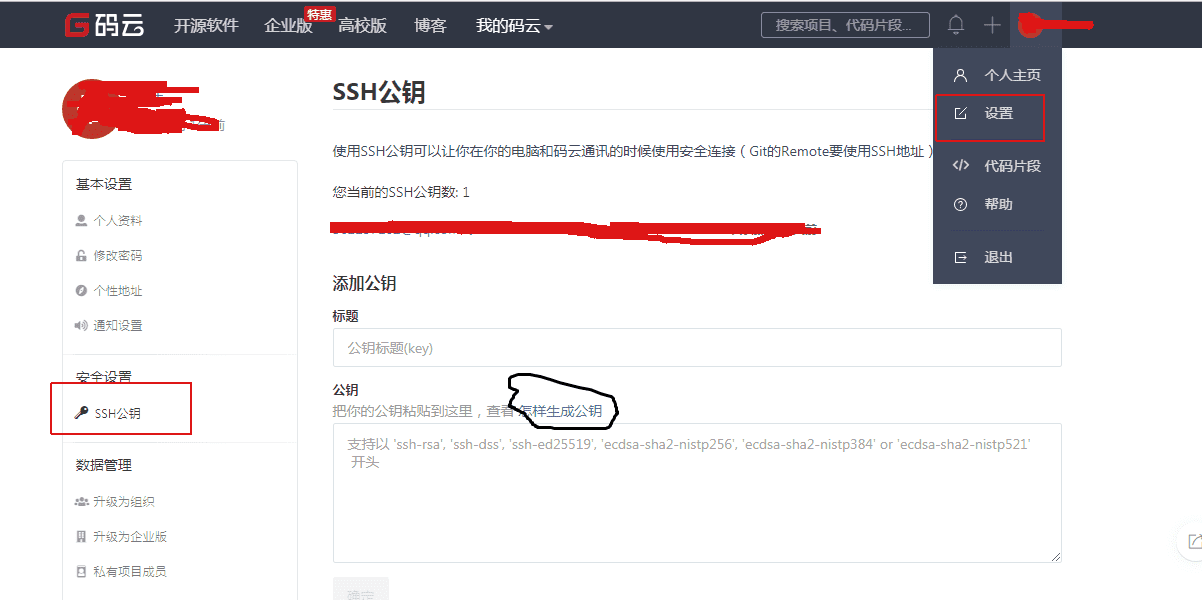 码云 开源软件 企业版 特惠 高校版 博客 我的码云 搜索项目、代码片段...
个人主页
设置
代码片段
帮助
退出
基本设置
个人资料
修改密码
个性地址
通知设置
安全设置
SSH公钥
数据管理
升级为组织
升级为企业版
私有项目成员
SSH公钥
使用SSH公钥可以让你在你的电脑和码云通讯的时候使用安全连接（Git的Remote要使用SSH地址）
您当前的SSH公钥数: 1
添加公钥
标题
公钥标题(key)
公钥
把你的公钥粘贴到这里，查看 怎样生成公钥
支持以 'ssh-rsa', 'ssh-dss', 'ssh-ed25519', 'ecdsa-sha2-nistp256', 'ecdsa-sha2-nistp384' or 'ecdsa-sha2-nistp521'
开头
确定